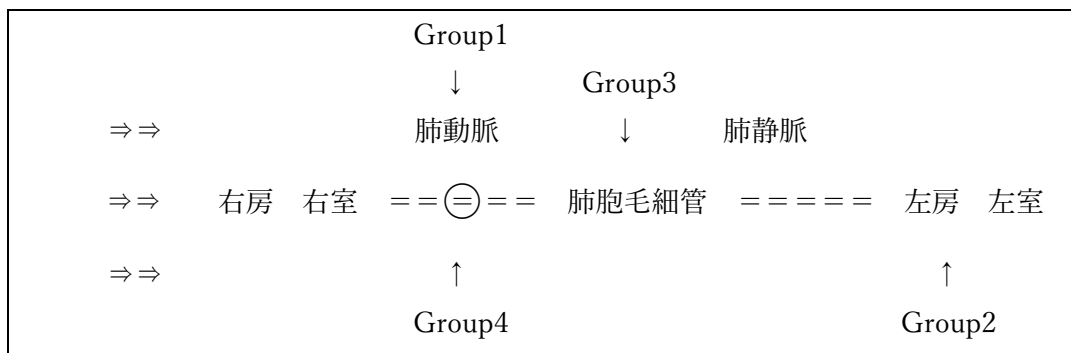 Group1
↓ Group3
⇒⇒ 肺動脈 ↓ 肺静脈
⇒⇒ 右房 右室 ==⊜== 肺胞毛細管 ===== 左房 左室
⇒⇒ ↑ ↑
Group4 Group2